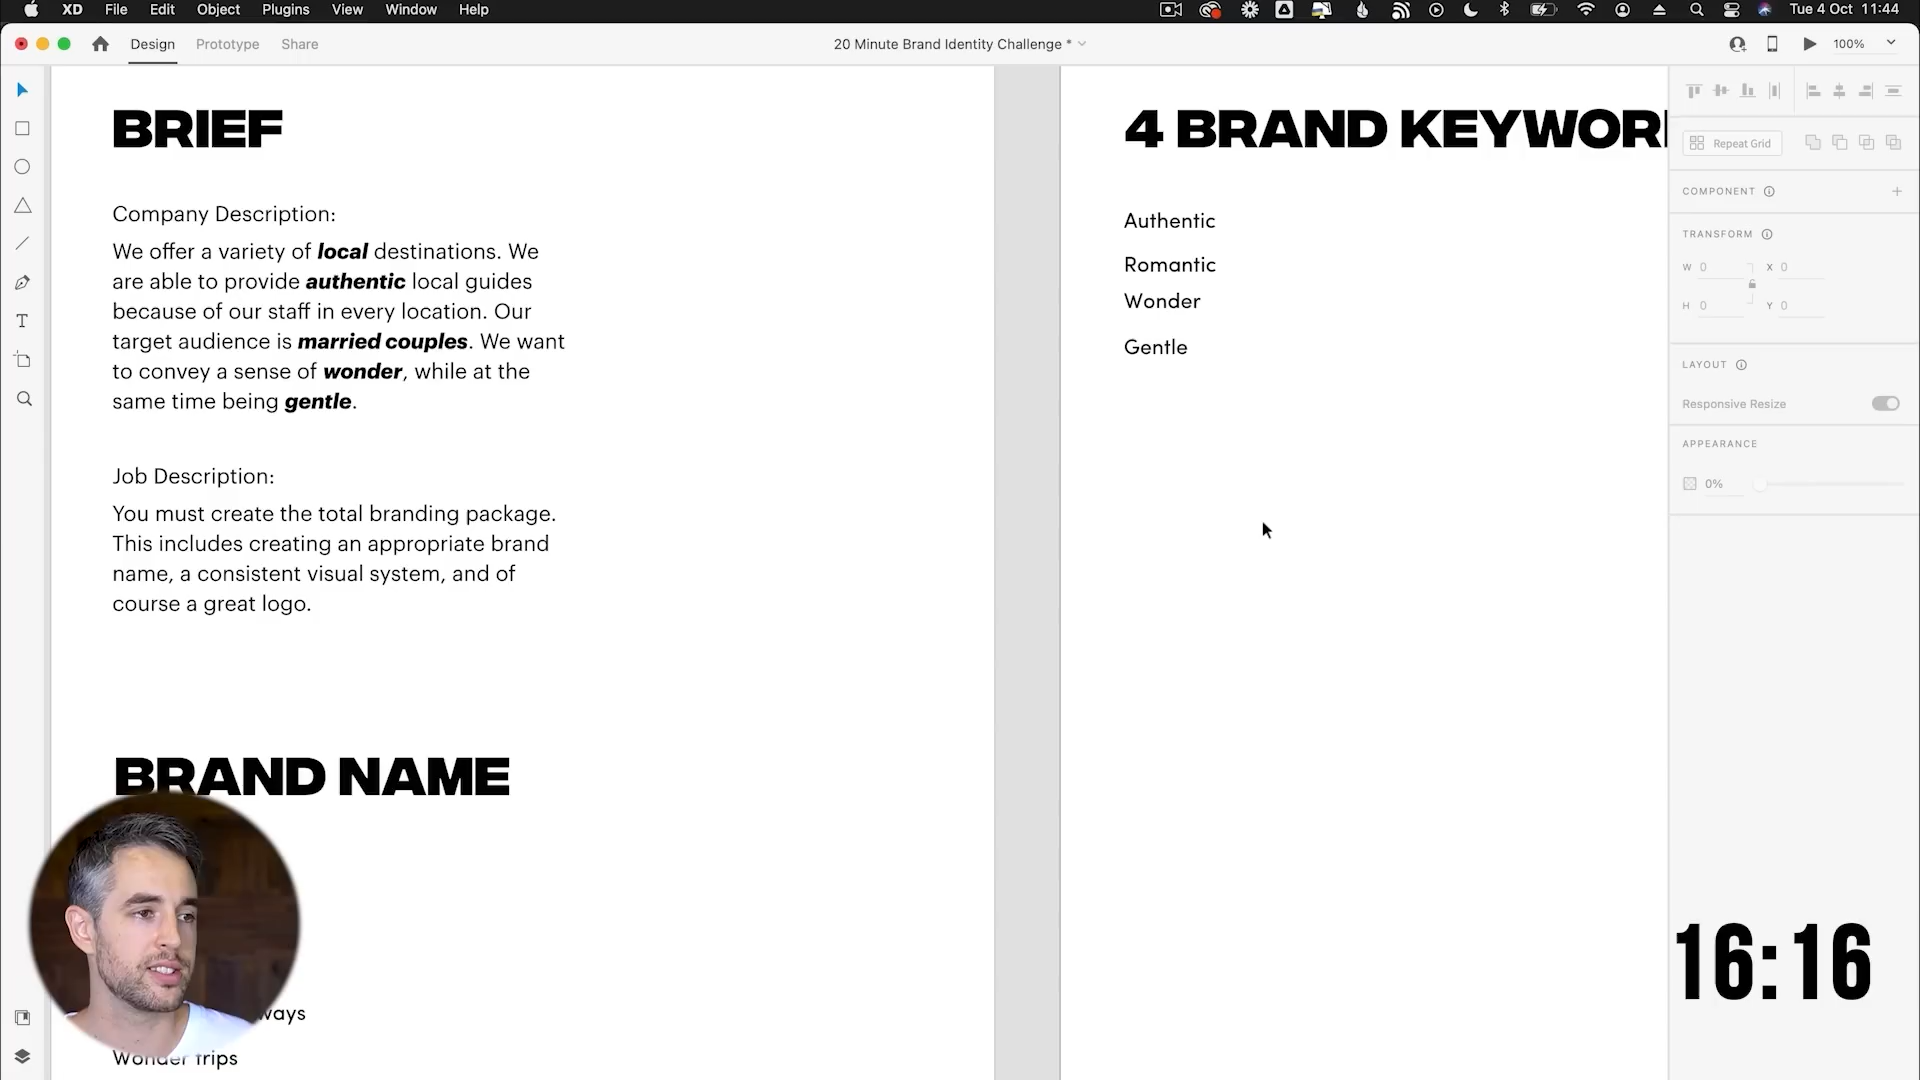 XD File Edit Object Plugins View Window Help
Tue 4 Oct 11:44
Design Prototype Share
20 Minute Brand Identity Challenge *
100%
BRIEF
Company Description:
We offer a variety of local destinations. We
are able to provide authentic local guides
because of our staff in every location. Our
target audience is married couples. We want
to convey a sense of wonder, while at the
same time being gentle.
Job Description:
You must create the total branding package.
This includes creating an appropriate brand
name, a consistent visual system, and of
course a great logo.
BRAND NAME
Wonder Trips
4 BRAND
Authentic
Romantic
Wonder
Gentle
Repeat Grid
COMPONENT
TRANSFORM
W 0 X 0
H 0 Y 0
LAYOUT
Responsive Resize
APPEARANCE
0%
16:16